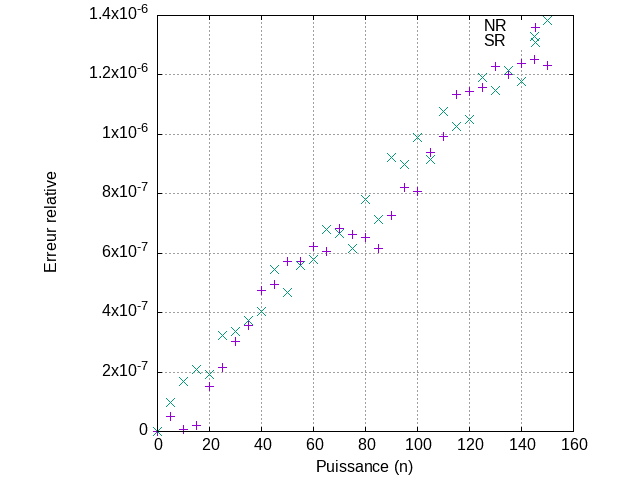 1.4x10⁻⁶
1.2x10⁻⁶
1x10⁻⁶
8x10⁻⁷
6x10⁻⁷
4x10⁻⁷
2x10⁻⁷
0
Erreur relative
NR
SR
0 20 40 60 80 100 120 140 160
Puissance (n)